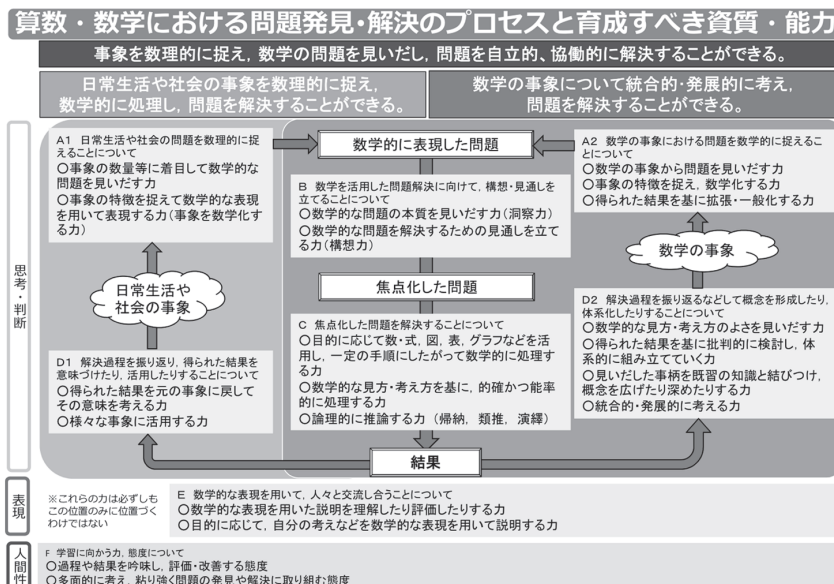 算数・数学における問題発見・解決のプロセスと育成すべき資質・能力
事象を数理的に捉え，数学の問題を見いだし，問題を自立的、協働的に解決することができる。
日常生活や社会の事象を数理的に捉え，
数学的に処理し，問題を解決することができる。
数学の事象について統合的・発展的に考え，
問題を解決することができる。
思考・判断
A1 日常生活や社会の問題を数理的に捉
えることについて
〇事象の数量等に着目して数学的な
問題を見いだす力
〇事象の特徴を捉えて数学的な表現
を用いて表現する力（事象を数学化す
る力）
日常生活や
社会の事象
D1 解決過程を振り返り，得られた結果を
意味づけたり，活用したりすることについて
〇得られた結果を元の事象に戻して
その意味を考える力
〇様々な事象に活用する力
数学的に表現した問題
B 数学を活用した問題解決に向けて，構想・見通しを
立てることについて
〇数学的な問題の本質を見いだす力（洞察力）
〇数学的な問題を解決するための見通しを立て
る力（構想力）
焦点化した問題
C 焦点化した問題を解決することについて
〇目的に応じて数・式，図，表，グラフなどを活
用し，一定の手順にしたがって数学的に処理す
る力
〇数学的な見方・考え方を基に，的確かつ能率
的に処理する力
〇論理的に推論する力（帰納，類推，演繹）
結果
A2 数学の事象における問題を数学的に捉えるこ
とについて
〇数学の事象から問題を見いだす力
〇事象の特徴を捉え，数学化する力
〇得られた結果を基に拡張・一般化する力
数学の事象
D2 解決過程を振り返るなどして概念を形成したり，
体系化したりすることについて
〇数学的な見方・考え方のよさを見いだす力
〇得られた結果を基に批判的に検討し，体
系的に組み立てていく力
〇見いだした事柄を既習の知識と結びつけ，
概念を広げたり深めたりする力
〇統合的・発展的に考える力
表現
※これらの力は必ずしも
この位置のみに位置づく
わけではない
E 数学的な表現を用いて，人々と交流し合うことについて
〇数学的な表現を用いた説明を理解したり評価したりする力
〇目的に応じて，自分の考えなどを数学的な表現を用いて説明する力
人間性
F 学習に向かう力，態度について
〇過程や結果を吟味し，評価・改善する態度
〇多面的に考え，粘り強く問題の発見や解決に取り組む態度